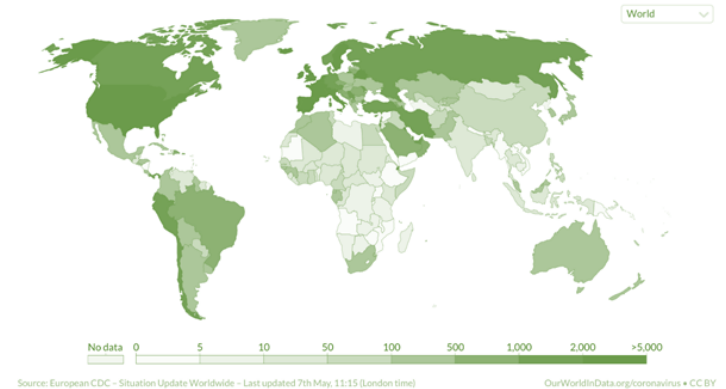 World
No data
0 5 10 50 100 500 1,000 2,000 >5,000
Source: European CDC – Situation Update Worldwide – Last updated 7th May, 11:15 (London time)
OurWorldInData.org/coronavirus • CC BY